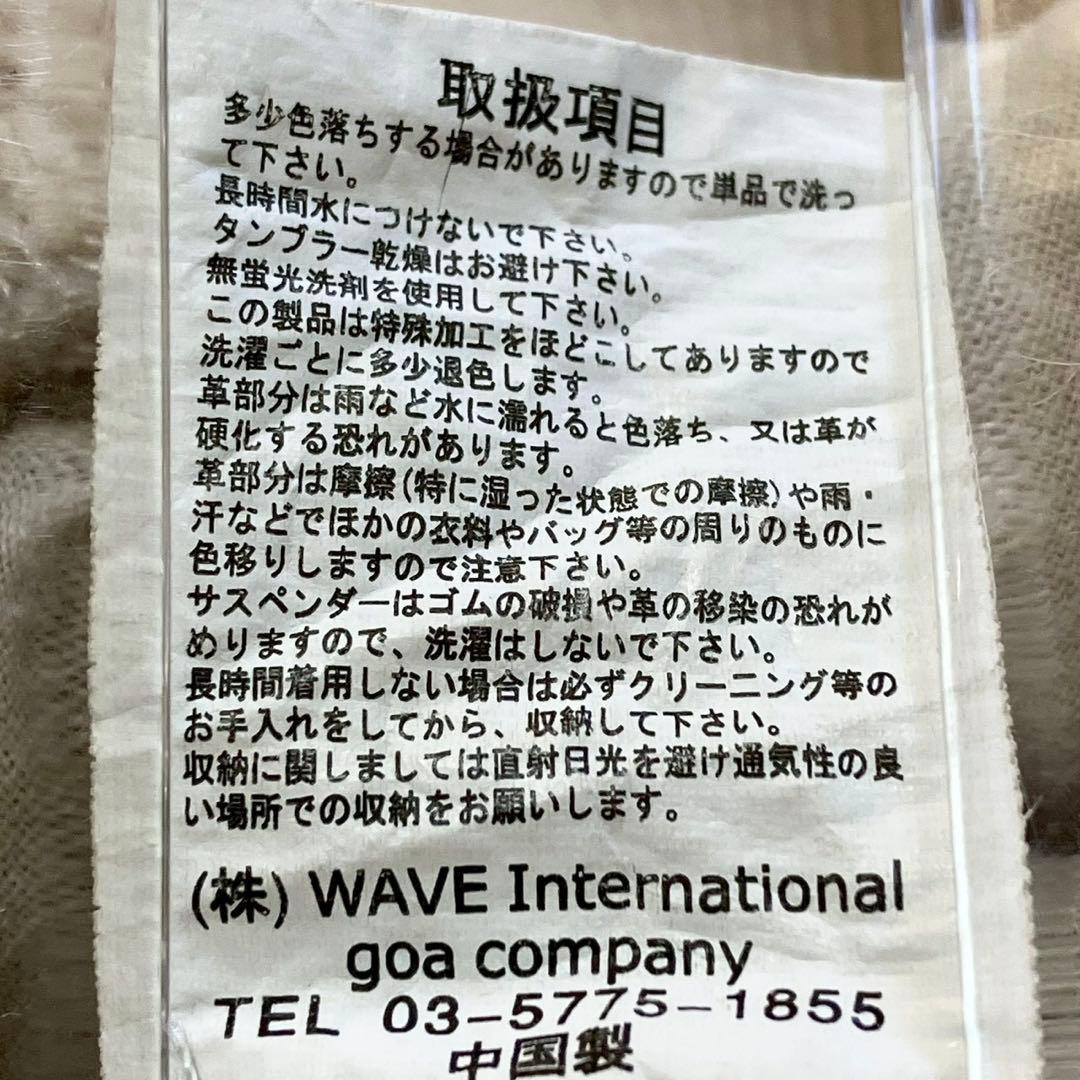 取扱項目
多少色落ちする場合がありますので単品で洗っ
て下さい。
長時間水につけないで下さい。
タンブラー乾燥はお避け下さい。
無蛍光洗剤を使用して下さい。
この製品は特殊加工をほどこしてありますので
洗濯ごとに多少退色します。
革部分は雨など水に濡れると色落ち、又は革が
硬化する恐れがあります。
革部分は摩擦(特に湿った状態での摩擦)や雨・
汗などでほかの衣料やバッグ等の周りのものに
色移りしますので注意下さい。
サスペンダーはゴムの破損や革の移染の恐れが
めりますので、洗濯はしないで下さい。
長時間着用しない場合は必ずクリーニング等の
お手入れをしてから、収納して下さい。
収納に関しましては直射日光を避け通気性の良
い場所での収納をお願いします。
(株) WAVE International
goa company
TEL 03-5775-1855
中国製